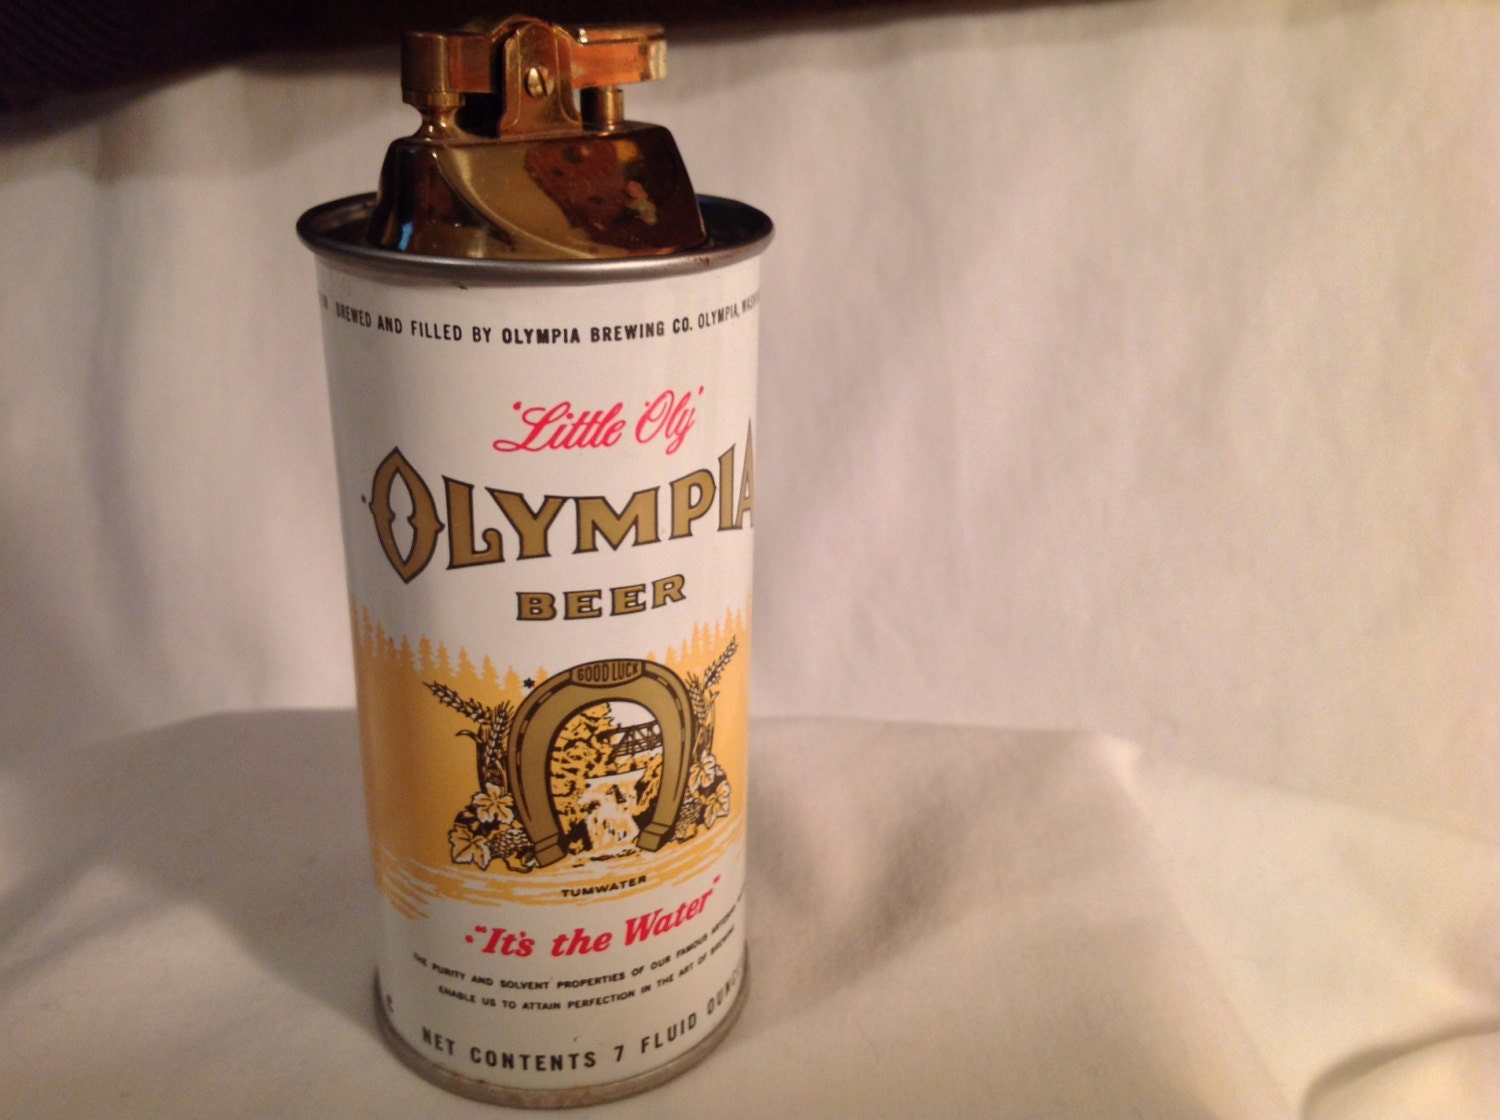 BREWED AND FILLED BY OLYMPIA BREWING CO. OLYMPIA,
"Little 'Oly'
OLYMPIA
BEER
GOOD LUCK
TUMWATER
"It's the Water"
THE PURITY AND SOLVENT PROPERTIES OF OUR FAMOUS
ENABLE US TO ATTAIN PERFECTION IN THE ART OF BREWING
NET CONTENTS 7 FLUID